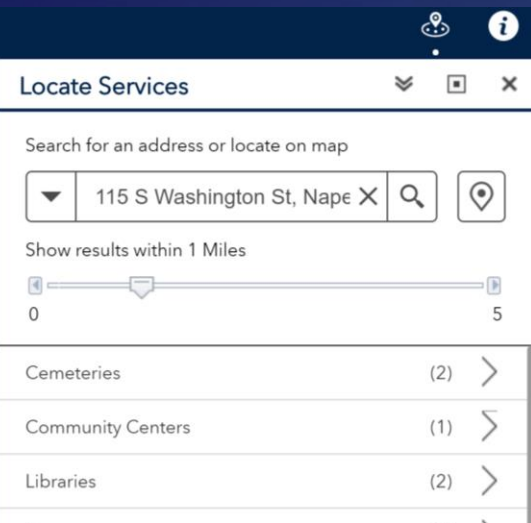 Locate Services
Search for an address or locate on map
115 S Washington St, Nape
Show results within 1 Miles
0 5
Cemeteries (2)
Community Centers (1)
Libraries (2)